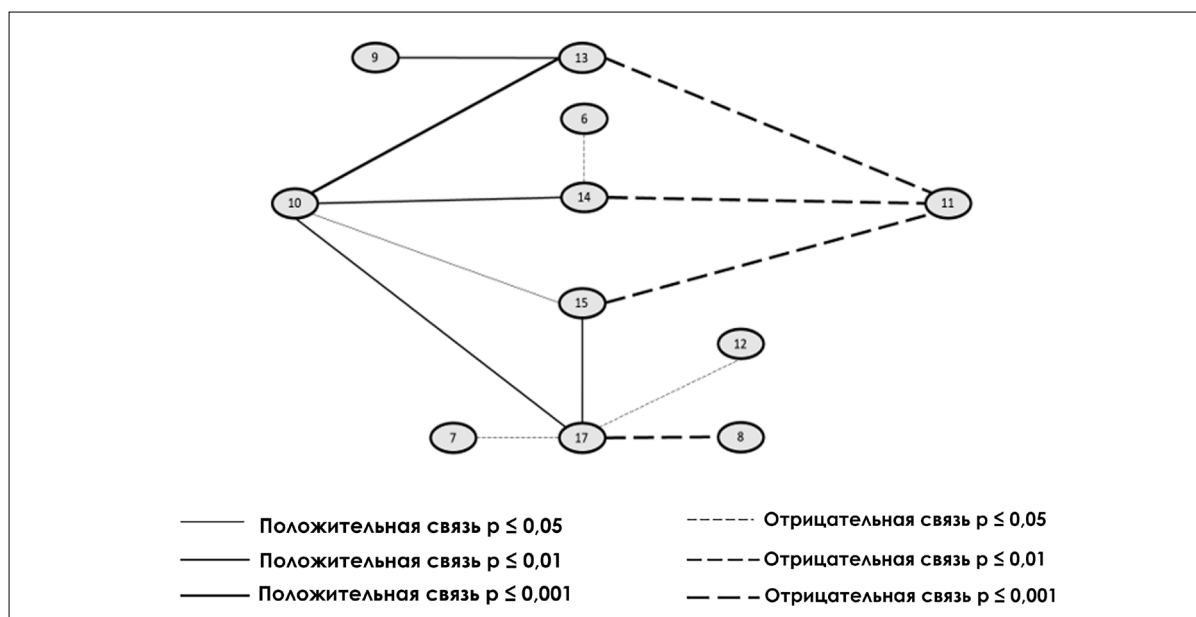 9
13
6
10
14
11
15
12
7
17
8
Положительная связь p ≤ 0,05
Отрицательная связь p ≤ 0,05
Положительная связь p ≤ 0,01
Отрицательная связь p ≤ 0,01
Положительная связь p ≤ 0,001
Отрицательная связь p ≤ 0,001